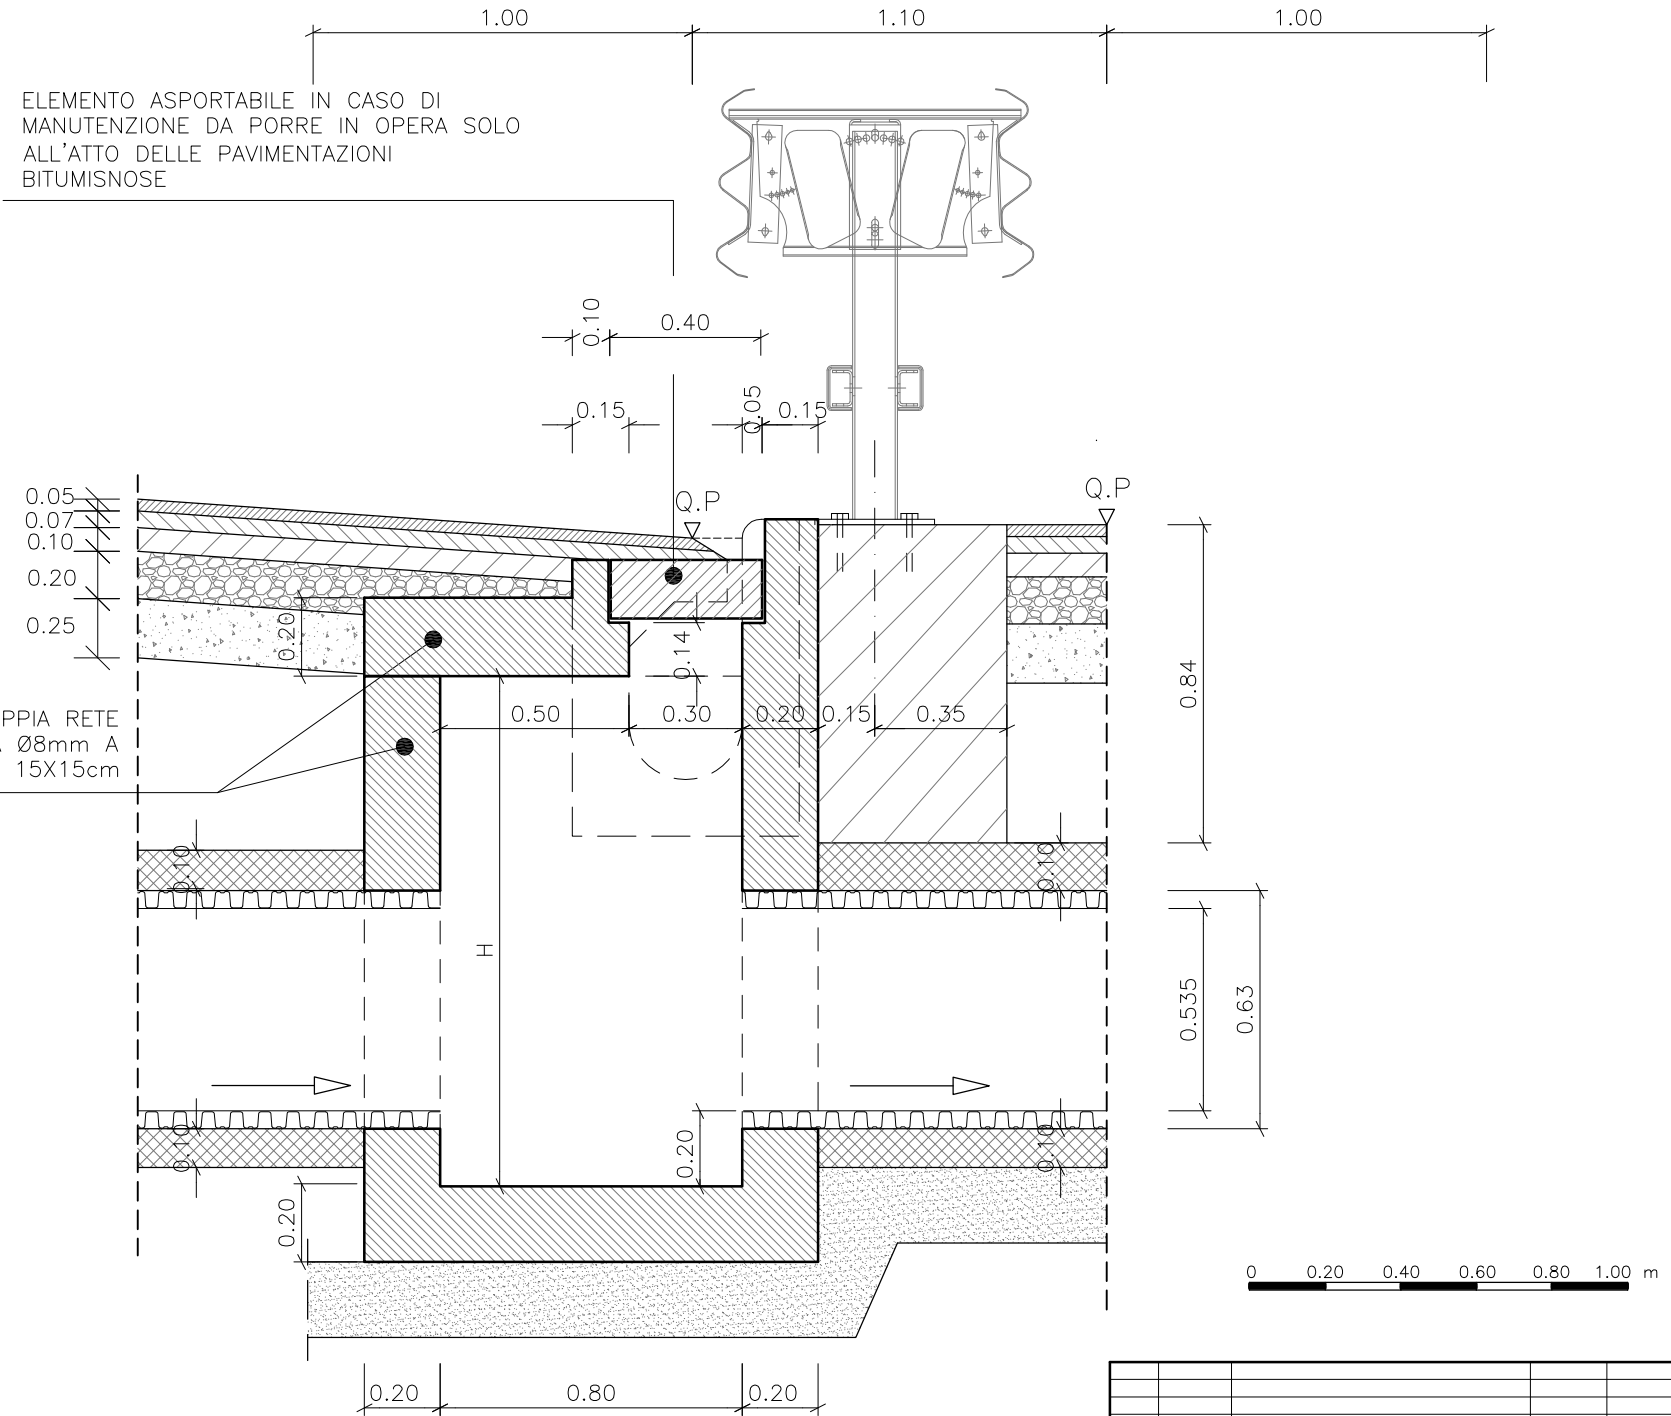 1.00
1.10
1.00
ELEMENTO ASPORTABILE IN CASO DI
MANUTENZIONE DA PORRE IN OPERA SOLO
ALL'ATTO DELLE PAVIMENTAZIONI
BITUMISNOSE
0.10
0.40
0.15
0.05
0.15
Q.P
Q.P
0.05
0.07
0.10
0.20
0.25
0.20
0.14
0.84
0.50
0.30
0.20
0.15
0.35
PPIA RETE
Ø8mm A
15X15cm
0.10
0.10
H
0.535
0.63
0.10
0.20
0.10
0.20
0 0.20 0.40 0.60 0.80 1.00 m
0.20
0.80
0.20